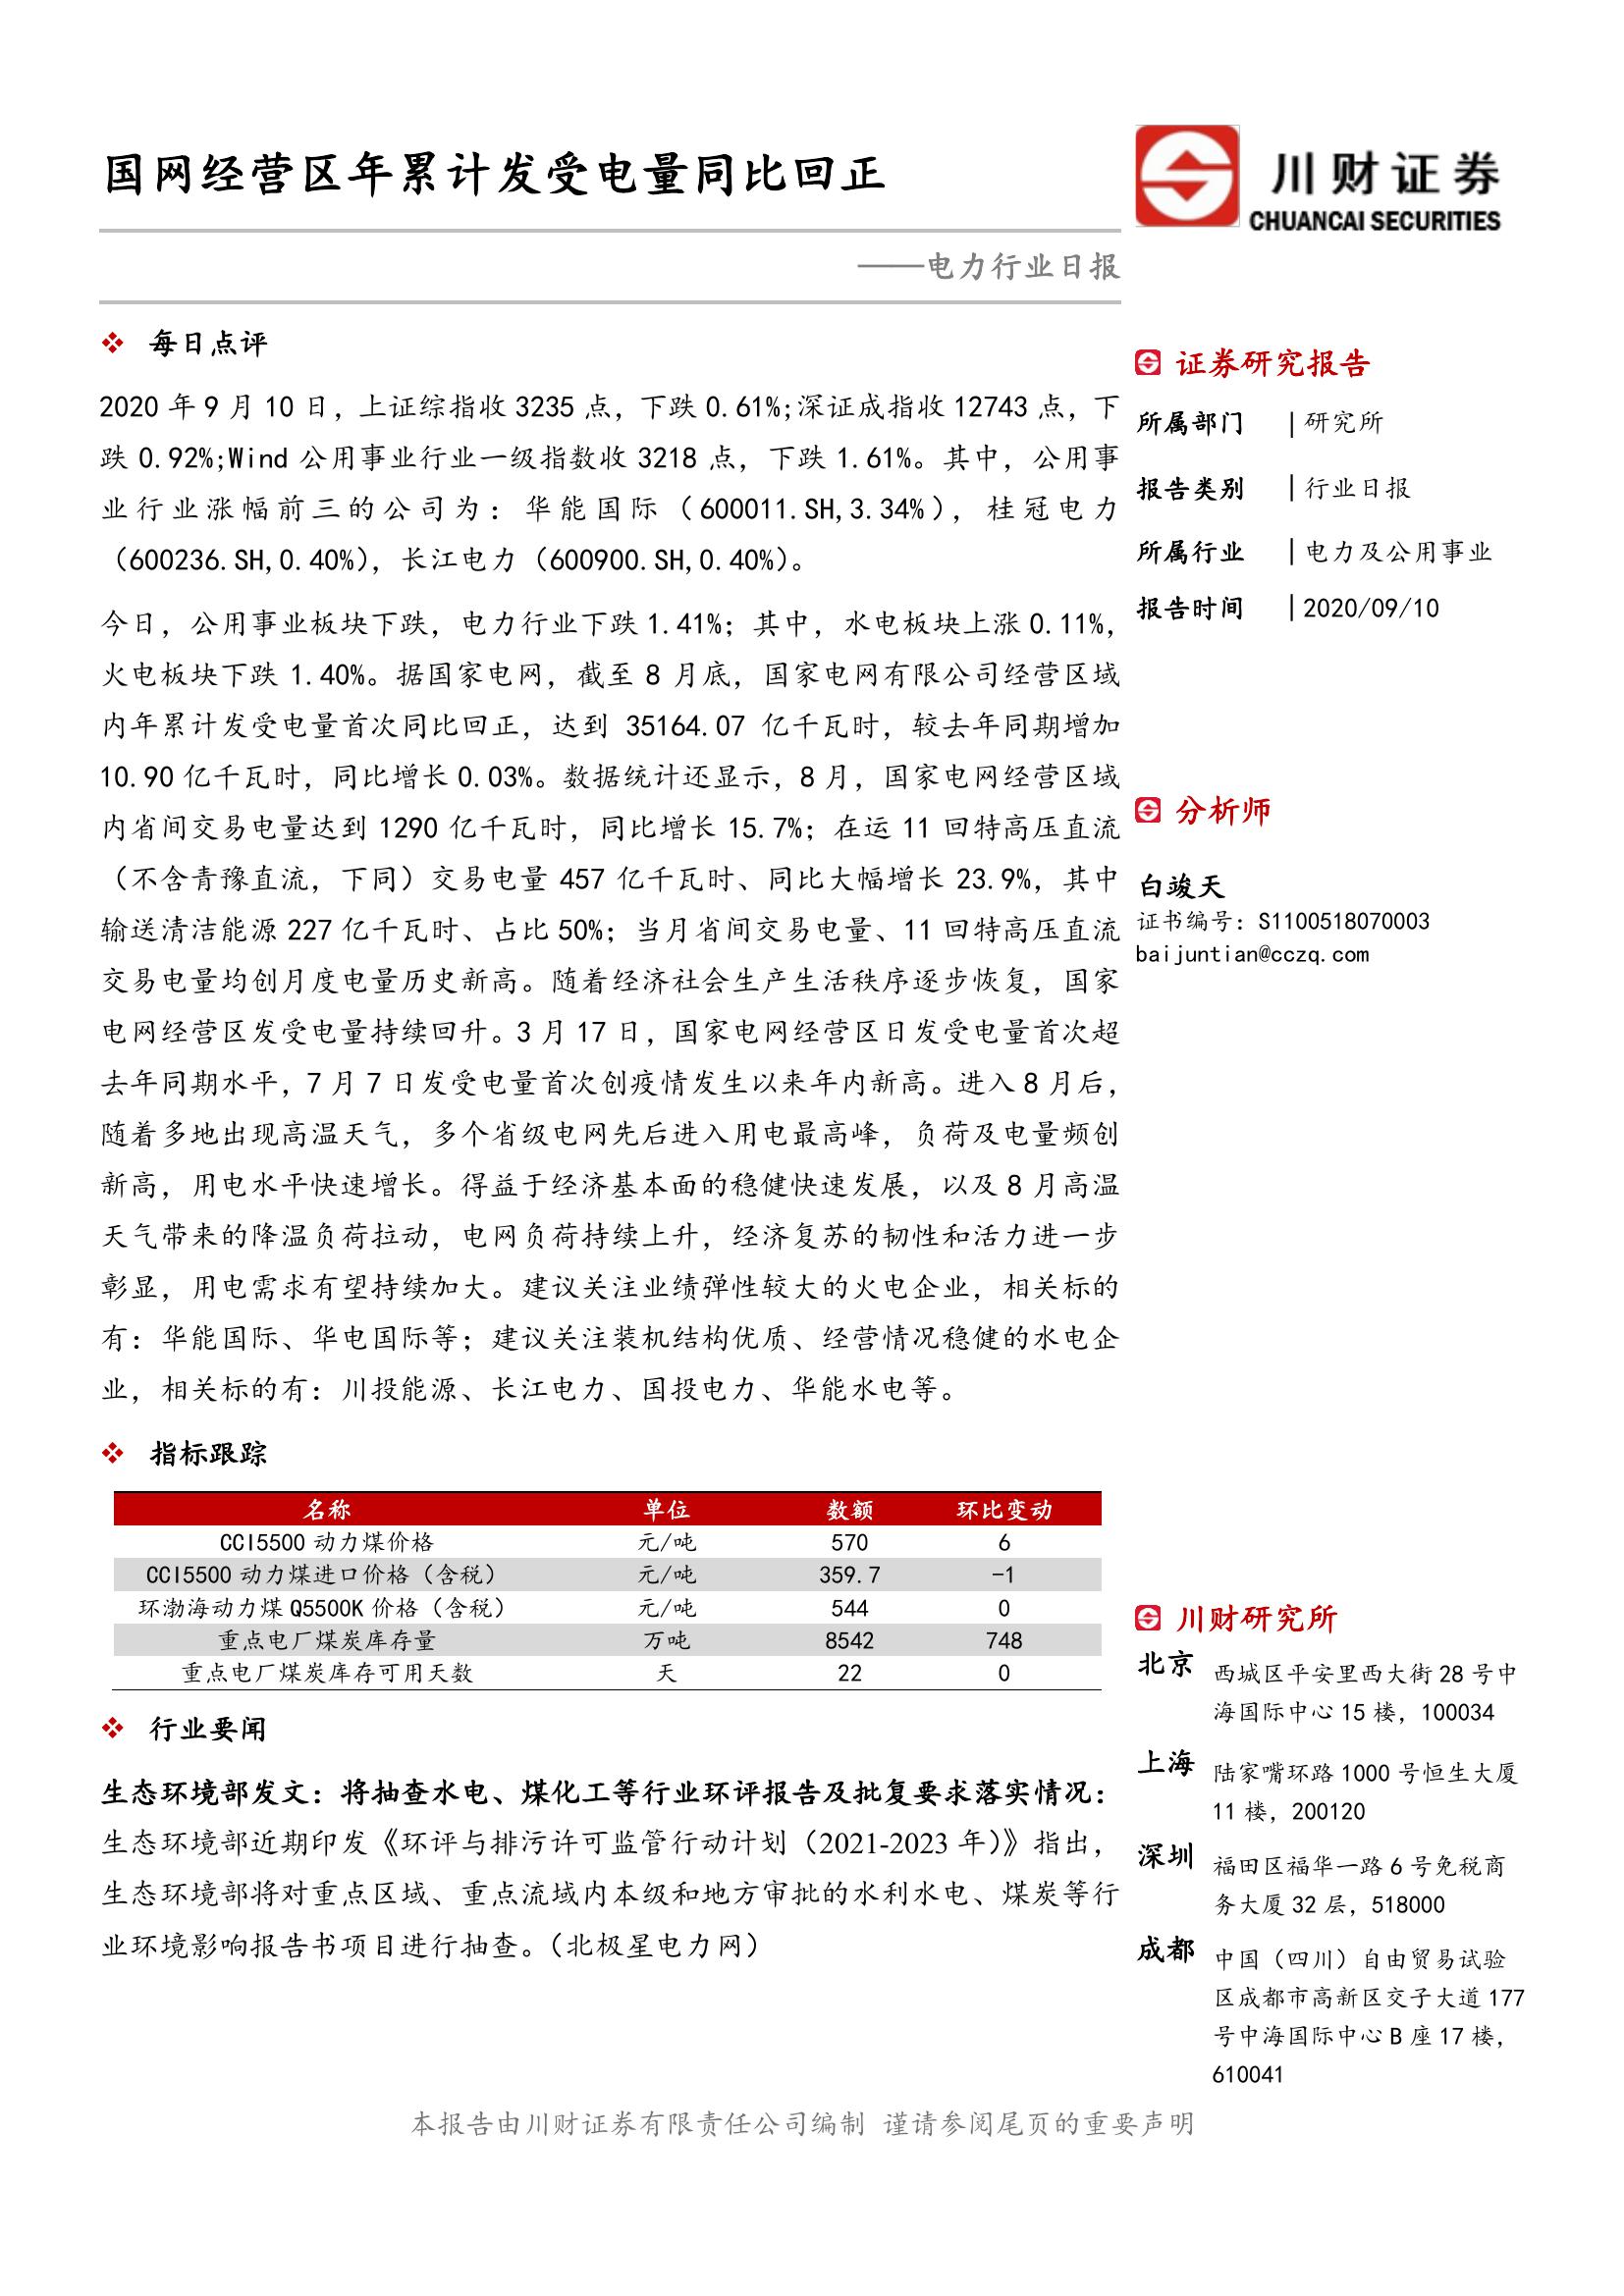 国网经营区年累计发受电量同比回正
——电力行业日报
川财证券
CHUANCAI SECURITIES
❖ 每日点评
2020 年 9 月 10 日，上证综指收 3235 点，下跌 0.61%;深证成指收 12743 点，下
跌 0.92%;Wind 公用事业行业一级指数收 3218 点，下跌 1.61%。其中，公用事
业行业涨幅前三的公司为：华能国际（600011.SH,3.34%），桂冠电力
（600236.SH,0.40%），长江电力（600900.SH,0.40%）。
今日，公用事业板块下跌，电力行业下跌 1.41%；其中，水电板块上涨 0.11%，
火电板块下跌 1.40%。据国家电网，截至 8 月底，国家电网有限公司经营区域
内年累计发受电量首次同比回正，达到 35164.07 亿千瓦时，较去年同期增加
10.90 亿千瓦时，同比增长 0.03%。数据统计还显示，8 月，国家电网经营区域
内省间交易电量达到 1290 亿千瓦时，同比增长 15.7%；在运 11 回特高压直流
（不含青豫直流，下同）交易电量 457 亿千瓦时、同比大幅增长 23.9%，其中
输送清洁能源 227 亿千瓦时、占比 50%；当月省间交易电量、11 回特高压直流
交易电量均创月度电量历史新高。随着经济社会生产生活秩序逐步恢复，国家
电网经营区发受电量持续回升。3 月 17 日，国家电网经营区日发受电量首次超
去年同期水平，7 月 7 日发受电量首次创疫情发生以来年内新高。进入 8 月后，
随着多地出现高温天气，多个省级电网先后进入用电最高峰，负荷及电量频创
新高，用电水平快速增长。得益于经济基本面的稳健快速发展，以及 8 月高温
天气带来的降温负荷拉动，电网负荷持续上升，经济复苏的韧性和活力进一步
彰显，用电需求有望持续加大。建议关注业绩弹性较大的火电企业，相关标的
有：华能国际、华电国际等；建议关注装机结构优质、经营情况稳健的水电企
业，相关标的有：川投能源、长江电力、国投电力、华能水电等。
❖ 指标跟踪
名称 单位 数额 环比变动
CCI5500 动力煤价格 元/吨 570 6
CCI5500 动力煤进口价格（含税） 元/吨 359.7 -1
环渤海动力煤 Q5500K 价格（含税） 元/吨 544 0
重点电厂煤炭库存量 万吨 8542 748
重点电厂煤炭库存可用天数 天 22 0
❖ 行业要闻
生态环境部发文：将抽查水电、煤化工等行业环评报告及批复要求落实情况：
生态环境部近期印发《环评与排污许可监管行动计划（2021-2023 年）》指出，
生态环境部将对重点区域、重点流域内本级和地方审批的水利水电、煤炭等行
业环境影响报告书项目进行抽查。（北极星电力网）
证券研究报告
所属部门 | 研究所
报告类别 | 行业日报
所属行业 | 电力及公用事业
报告时间 | 2020/09/10
分析师
白竣天
证书编号：S1100518070003
baijuntian@cczq.com
川财研究所
北京 西城区平安里西大街 28 号中
海国际中心 15 楼，100034
上海 陆家嘴环路 1000 号恒生大厦
11 楼，200120
深圳 福田区福华一路 6 号免税商
务大厦 32 层，518000
成都 中国（四川）自由贸易试验
区成都市高新区交子大道 177
号中海国际中心 B 座 17 楼，
610041
本报告由川财证券有限责任公司编制 谨请参阅尾页的重要声明